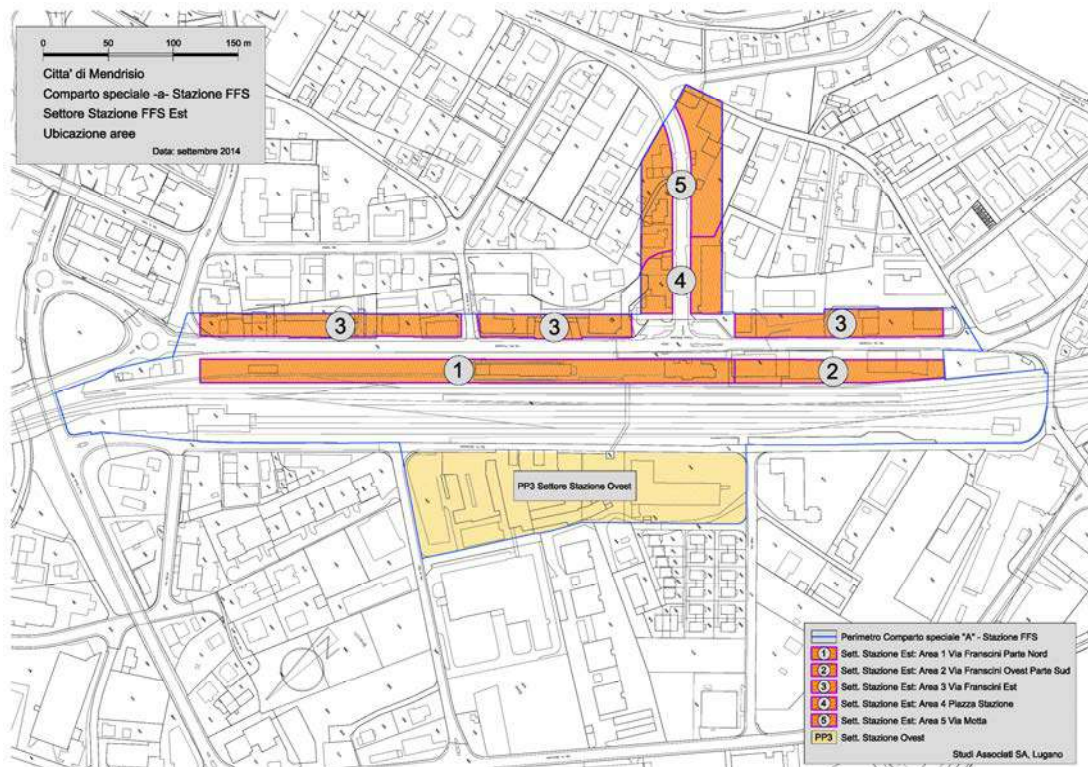 0 50 100 150 m
Citta' di Mendrisio
Comparto speciale -a- Stazione FFS
Settore Stazione FFS Est
Ubicazione aree
Data: settembre 2014
5
4
3
3
3
1
2
PP3 Settore Stazione Ovest
Perimetro Comparto speciale "A" - Stazione FFS
1 Sett. Stazione Est: Area 1 Via Franscini Parte Nord
2 Sett. Stazione Est: Area 2 Via Franscini Ovest Parte Sud
3 Sett. Stazione Est: Area 3 Via Franscini Est
4 Sett. Stazione Est: Area 4 Piazza Stazione
5 Sett. Stazione Est: Area 5 Via Motta
PP3 Sett. Stazione Ovest
Studi Associati SA, Lugano